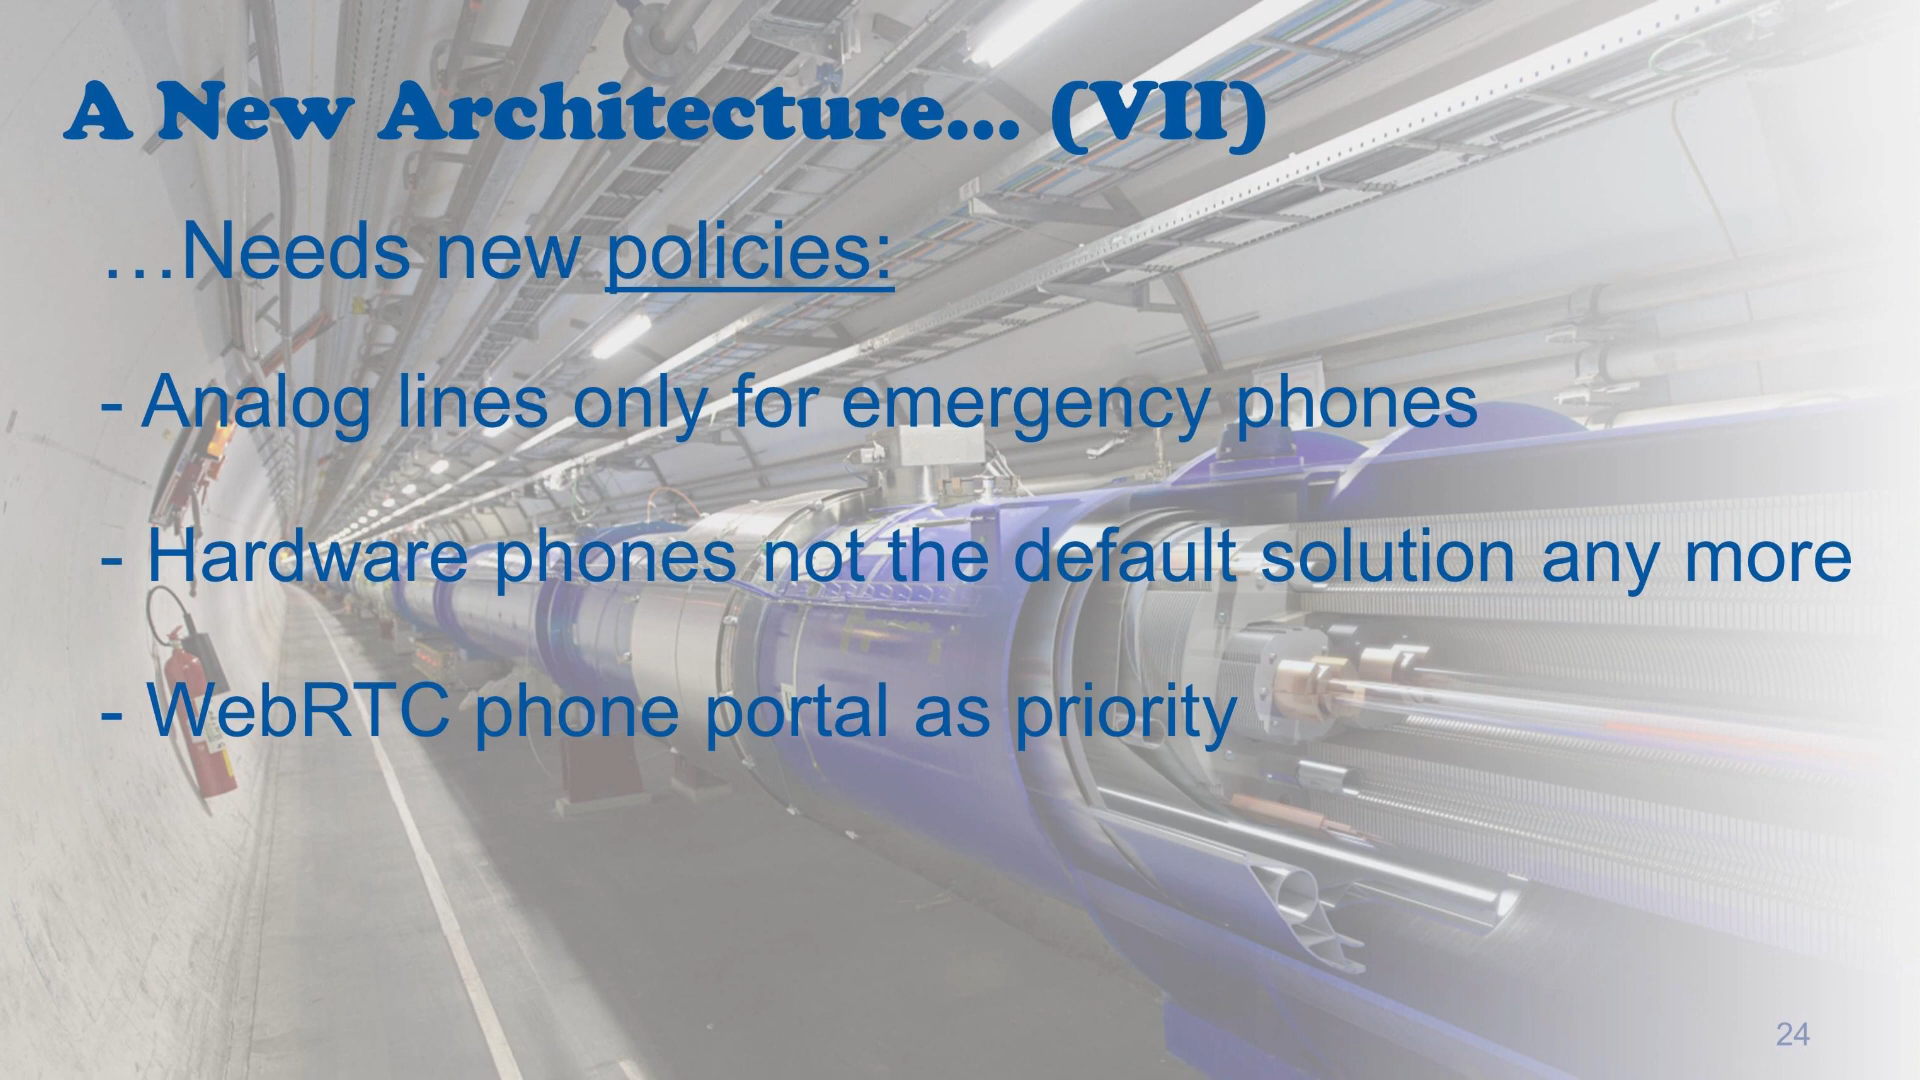 A New Architecture... (VII)
…Needs new policies:
- Analog lines only for emergency phones
- Hardware phones not the default solution any more
- WebRTC phone portal as priority
24